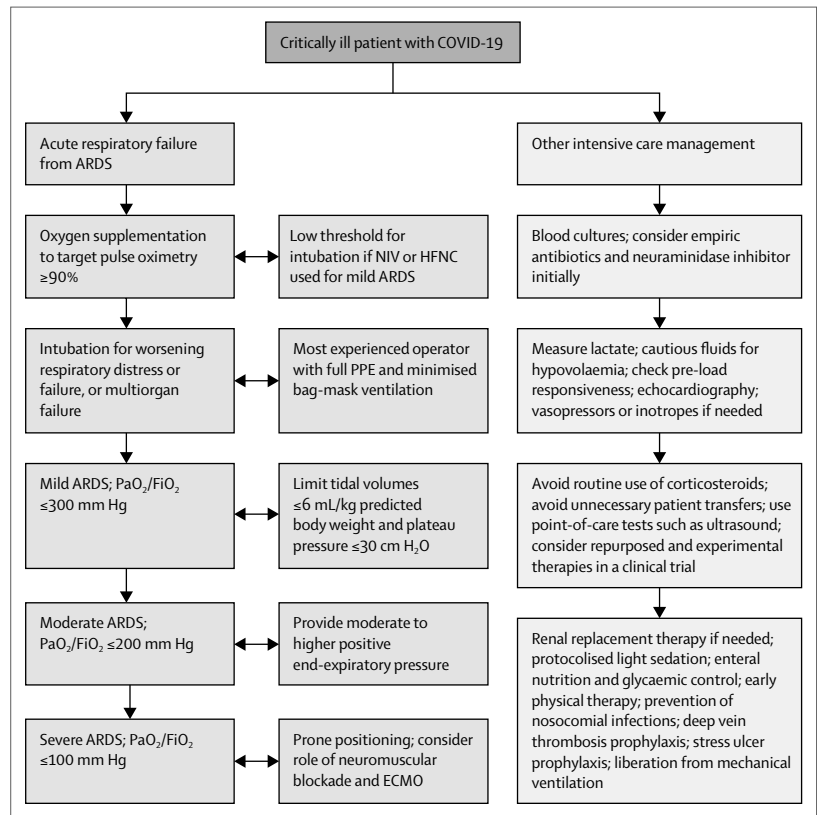 Critically ill patient with COVID-19
Acute respiratory failure
from ARDS
Other intensive care management
Oxygen supplementation
to target pulse oximetry
≥90%
Low threshold for
intubation if NIV or HFNC
used for mild ARDS
Blood cultures; consider empiric
antibiotics and neuraminidase inhibitor
initially
Intubation for worsening
respiratory distress or
failure, or multiorgan
failure
Most experienced operator
with full PPE and minimised
bag-mask ventilation
Measure lactate; cautious fluids for
hypovolaemia; check pre-load
responsiveness; echocardiography;
vasopressors or inotropes if needed
Mild ARDS; PaO₂/FiO₂
≤300 mm Hg
Limit tidal volumes
≤6 mL/kg predicted
body weight and plateau
pressure ≤30 cm H₂O
Avoid routine use of corticosteroids;
avoid unnecessary patient transfers; use
point-of-care tests such as ultrasound;
consider repurposed and experimental
therapies in a clinical trial
Moderate ARDS;
PaO₂/FiO₂ ≤200 mm Hg
Provide moderate to
higher positive
end-expiratory pressure
Renal replacement therapy if needed;
protocolised light sedation; enteral
nutrition and glycaemic control; early
physical therapy; prevention of
nosocomial infections; deep vein
thrombosis prophylaxis; stress ulcer
prophylaxis; liberation from mechanical
ventilation
Severe ARDS; PaO₂/FiO₂
≤100 mm Hg
Prone positioning; consider
role of neuromuscular
blockade and ECMO